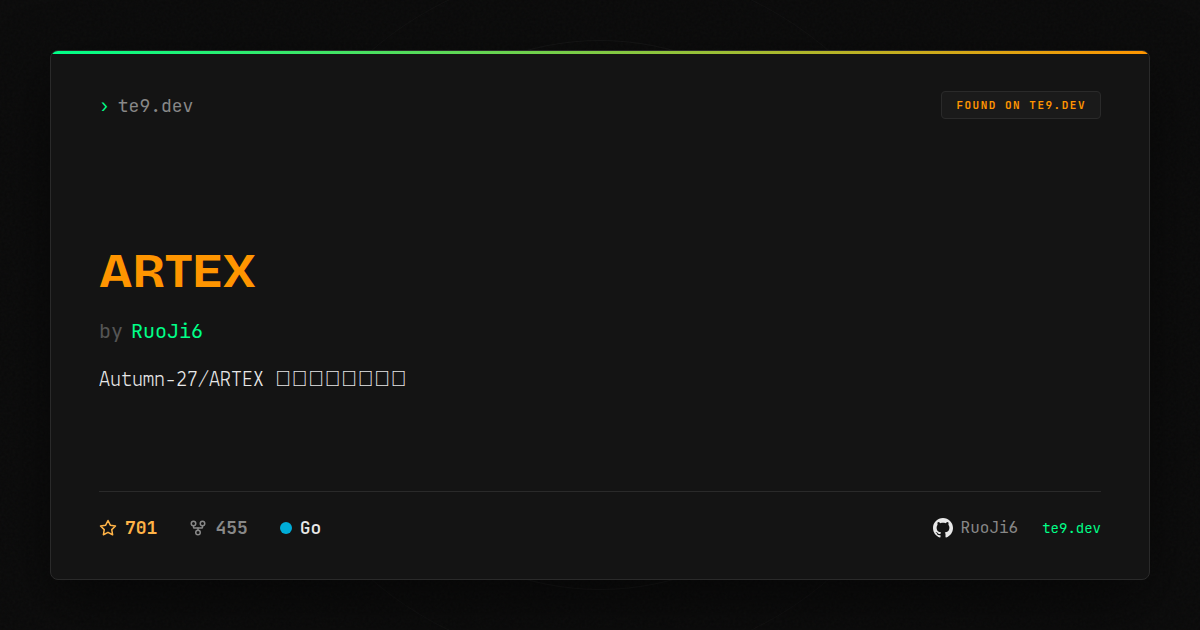 › te9.dev
FOUND ON TE9.DEV
ARTEX
by RuoJi6
Autumn-27/ARTEX
701
455
Go
RuoJi6
te9.dev